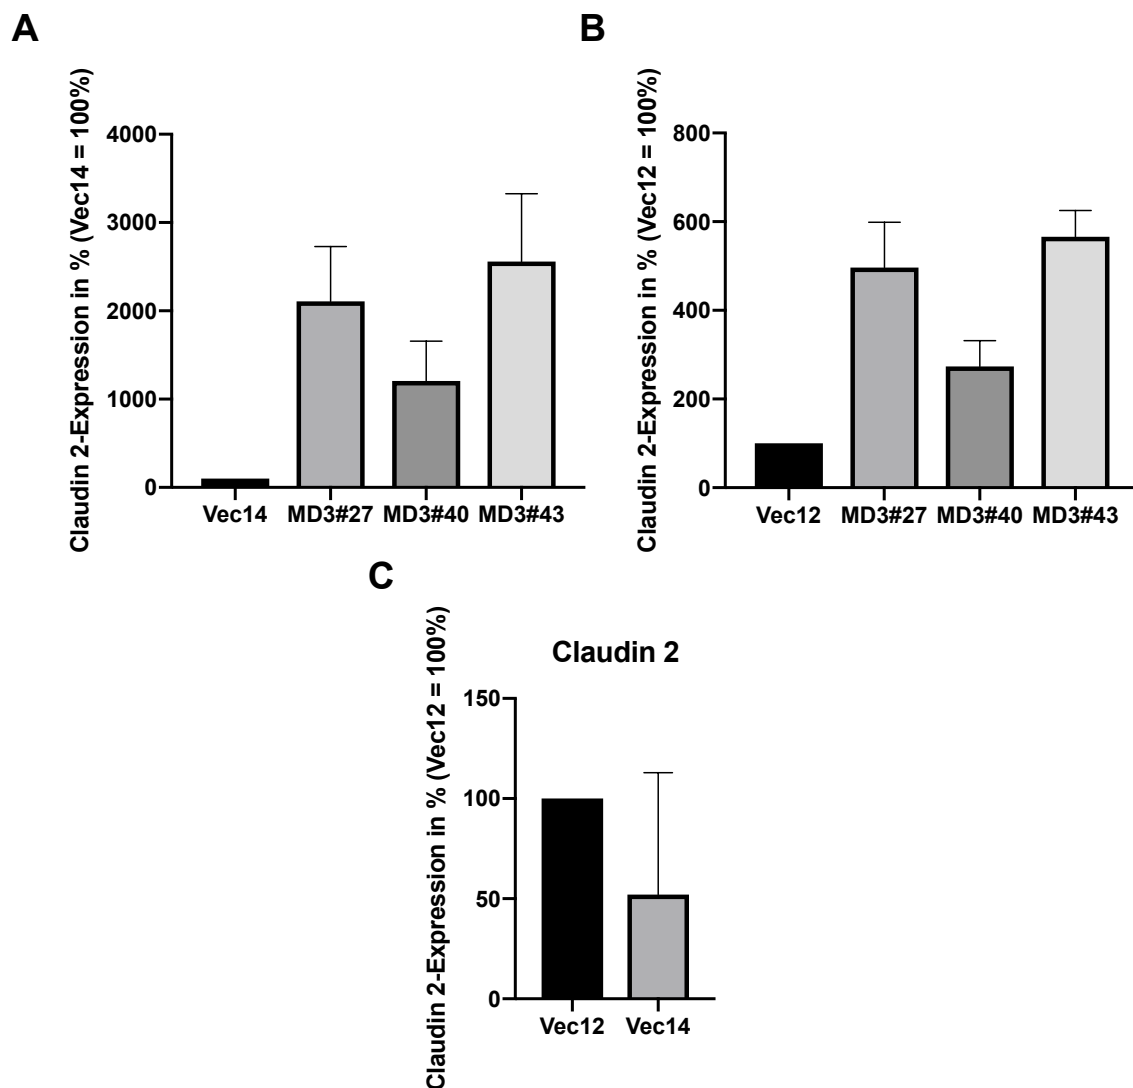 A
Claudin 2-Expression in % (Vec14 = 100%)
4000
3000
2000
1000
0
Vec14 MD3#27 MD3#40 MD3#43
B
Claudin 2-Expression in % (Vec12 = 100%)
800
600
400
200
0
Vec12 MD3#27 MD3#40 MD3#43
C
Claudin 2
Claudin 2-Expression in % (Vec12 = 100%)
150
100
50
0
Vec12 Vec14